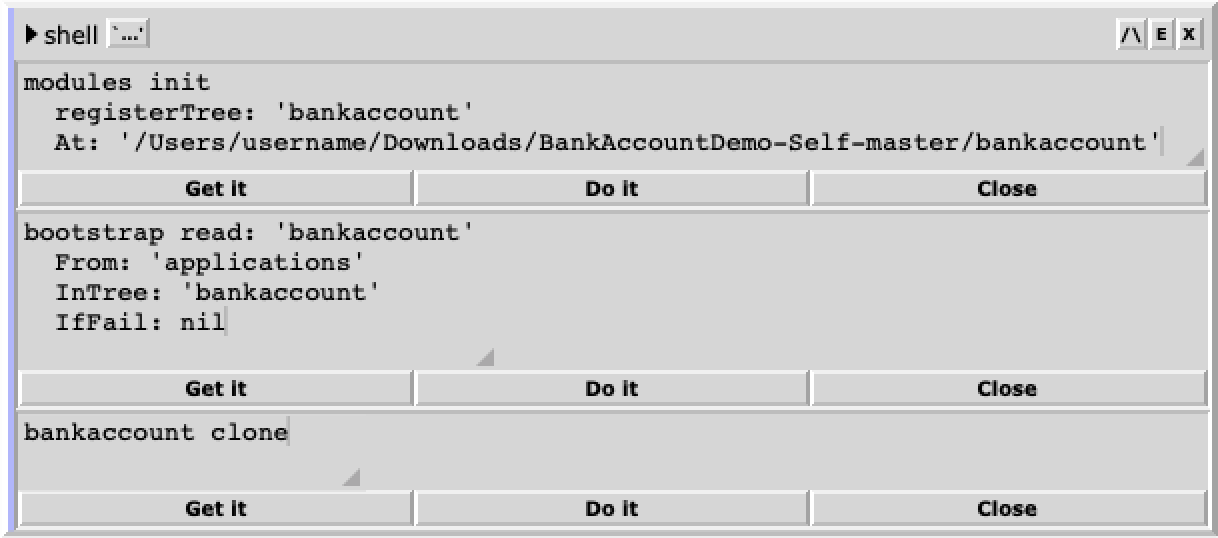 shell `...'
/\ E X
modules init
  registerTree: 'bankaccount'
  At: '/Users/username/Downloads/BankAccountDemo-Self-master/bankaccount'
Get it Do it Close
bootstrap read: 'bankaccount'
  From: 'applications'
  InTree: 'bankaccount'
  IfFail: nil
Get it Do it Close
bankaccount clone
Get it Do it Close